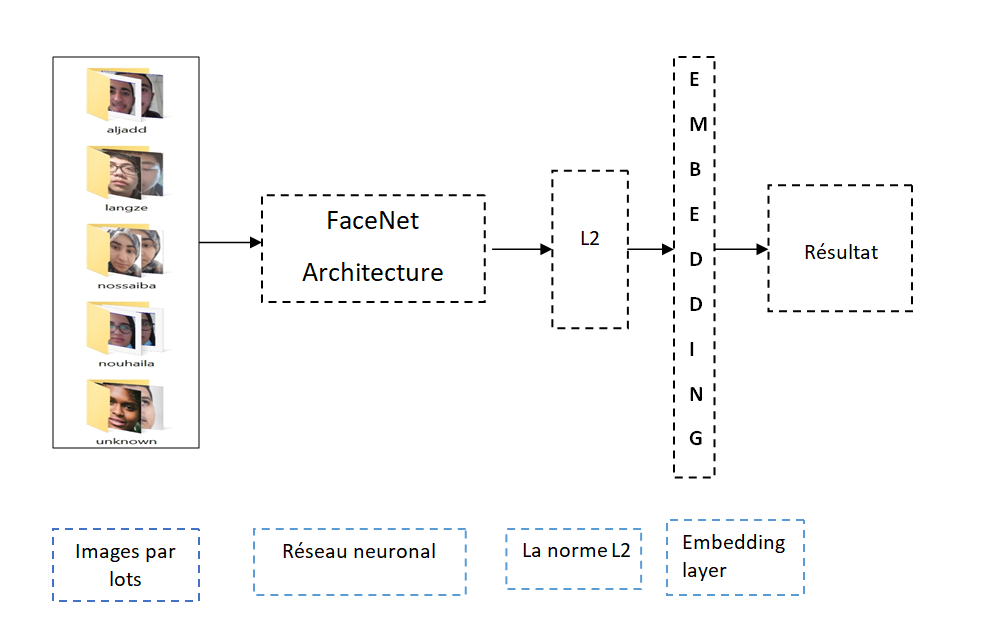 aljadd
langze
nossaiba
nouhaila
unknown
FaceNet
Architecture
L2
E
M
B
E
D
D
I
N
G
Résultat
Images par
lots
Réseau neuronal
La norme L2
Embedding
layer